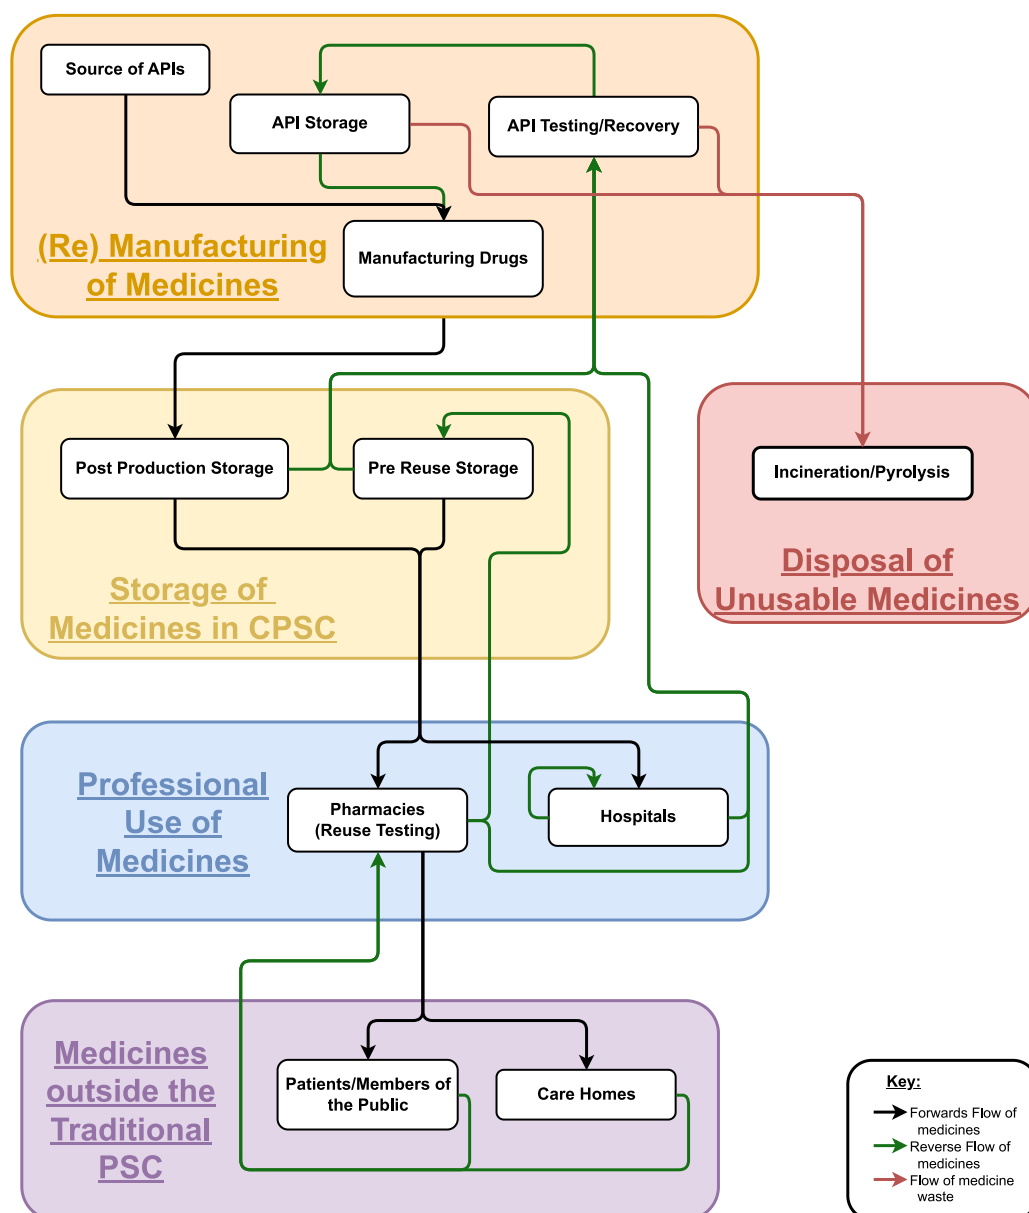 Source of APIs
API Storage
API Testing/Recovery
Manufacturing Drugs
(Re) Manufacturing
of Medicines
Post Production Storage
Pre Reuse Storage
Incineration/Pyrolysis
Storage of
Medicines in CPSC
Disposal of
Unusable Medicines
Professional
Use of
Medicines
Pharmacies
(Reuse Testing)
Hospitals
Medicines
outside the
Traditional
PSC
Patients/Members of
the Public
Care Homes
Key:
Forwards Flow of
medicines
Reverse Flow of
medicines
Flow of medicine
waste